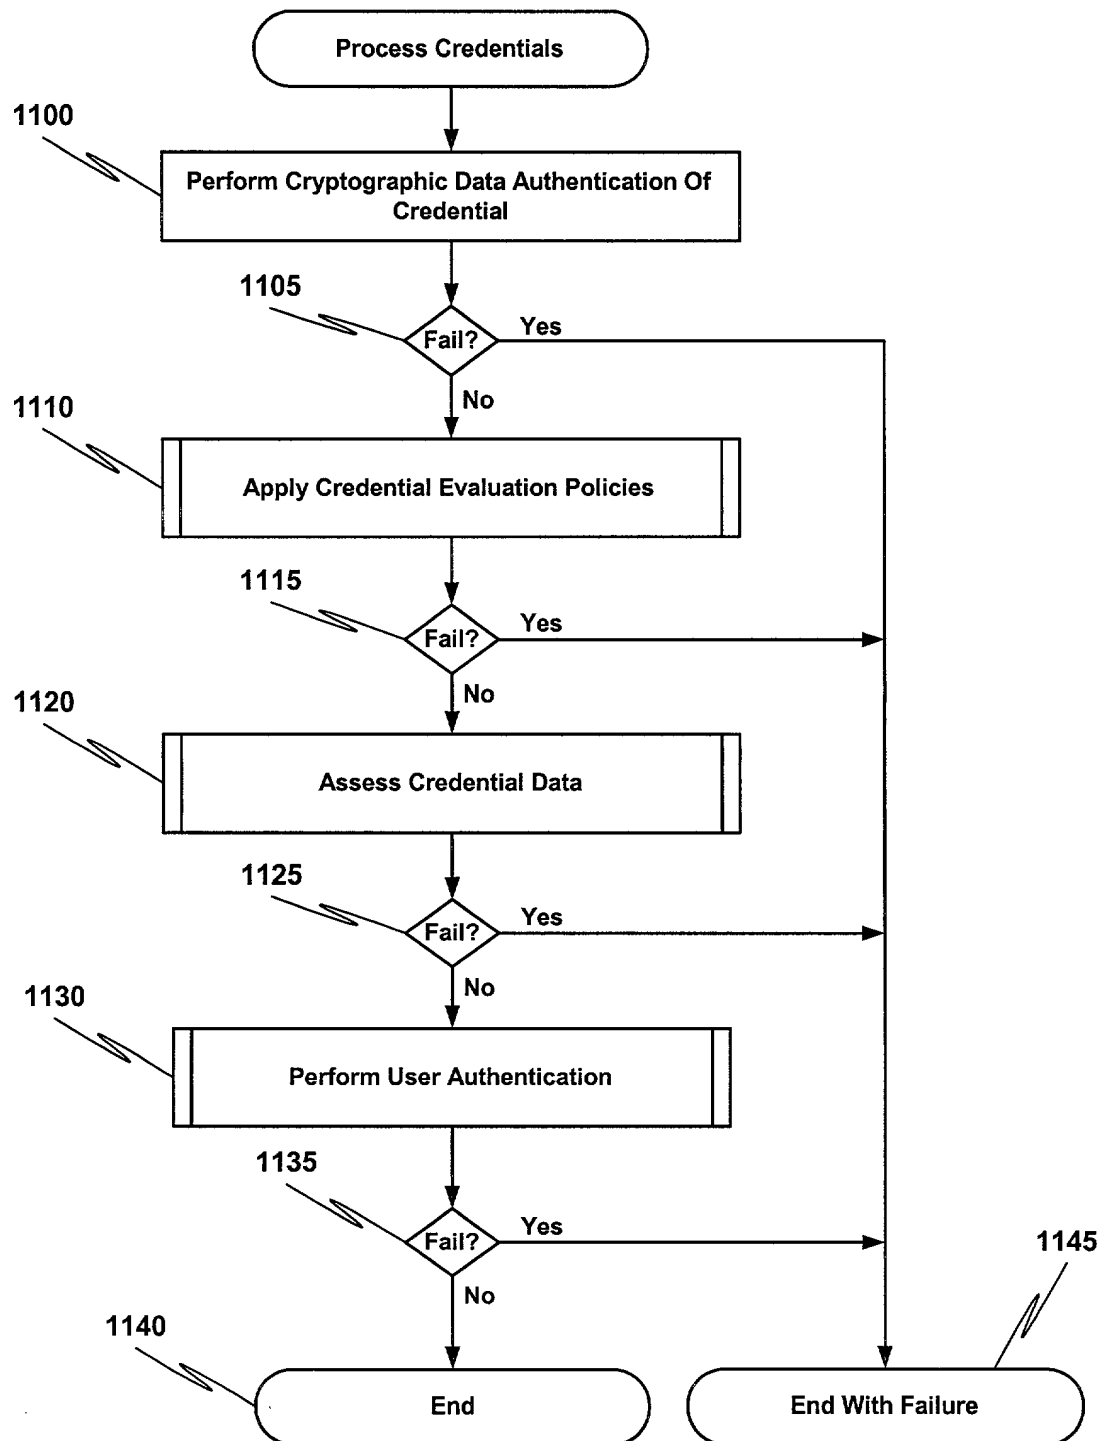 Process Credentials
1100
Perform Cryptographic Data Authentication Of
Credential
1105
Fail?
Yes
No
1110
Apply Credential Evaluation Policies
1115
Fail?
Yes
No
1120
Assess Credential Data
1125
Fail?
Yes
No
1130
Perform User Authentication
1135
Fail?
Yes
No
1145
1140
End
End With Failure